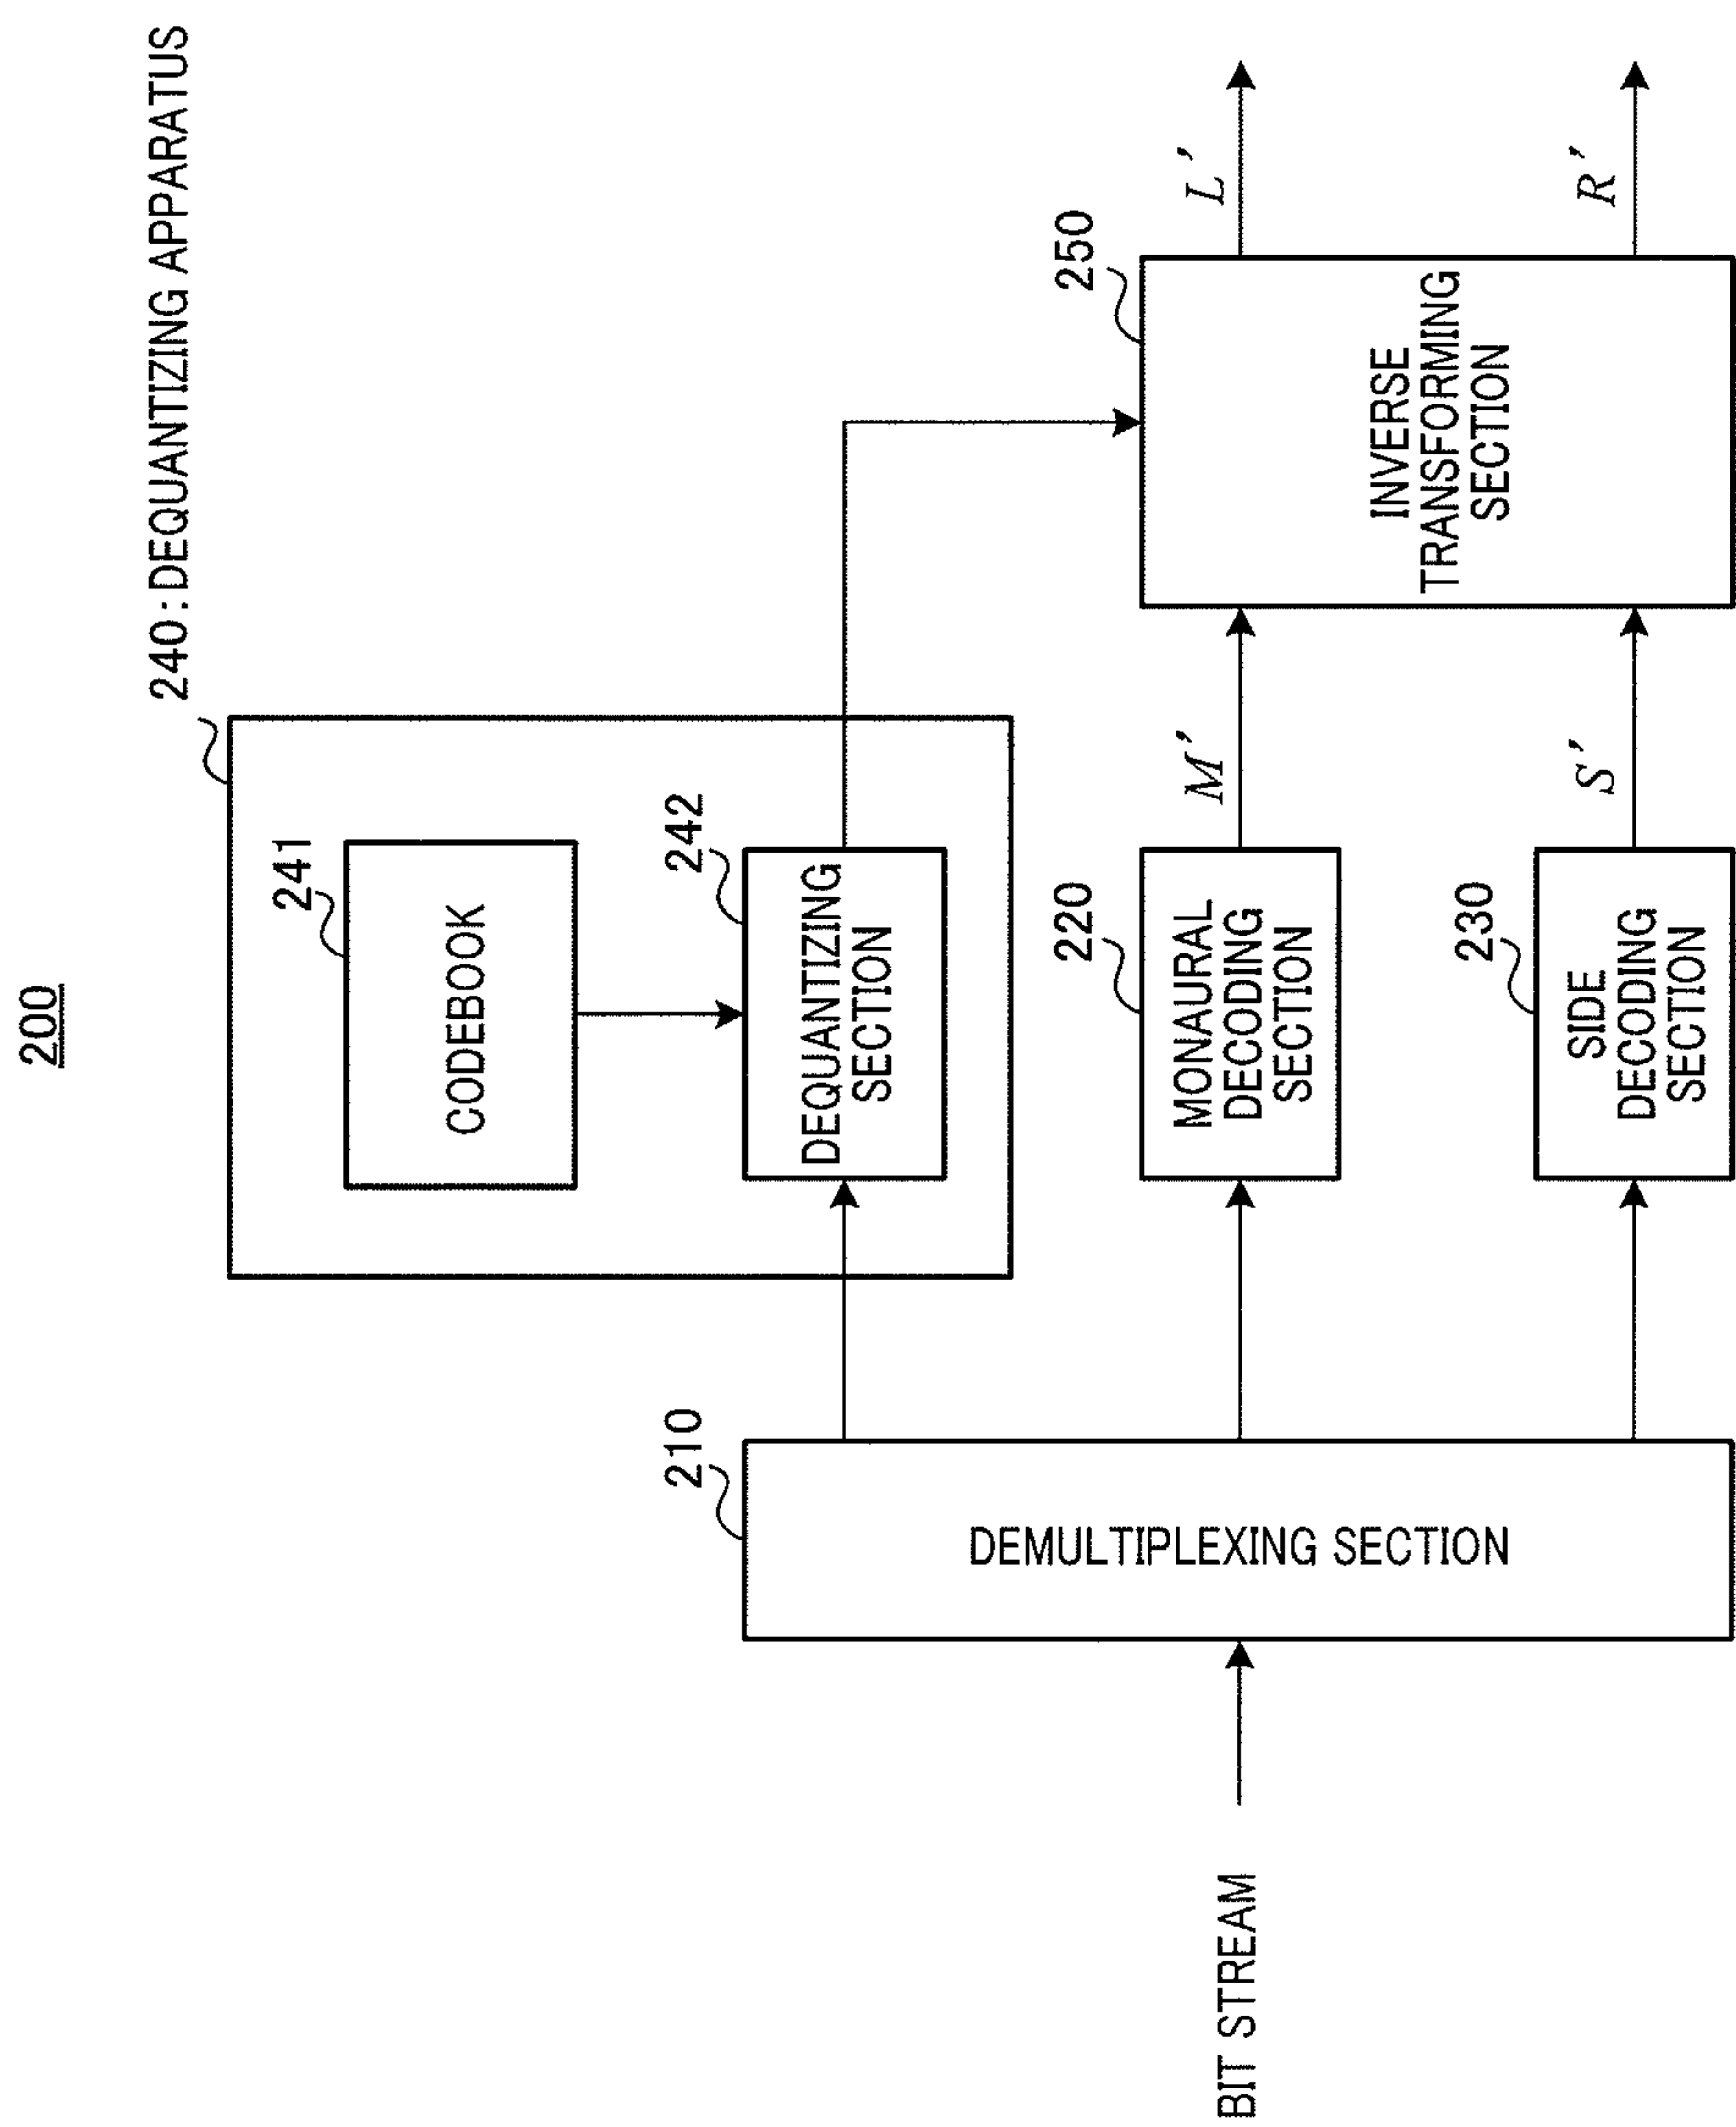 200
240:DEQUANTIZING APPARATUS
241
CODEBOOK
242
DEQUANTIZING
SECTION
210
DEMULTIPLEXING SECTION
BIT STREAM
220
MONAURAL
DECODING
SECTION
M′
230
SIDE
DECODING
SECTION
S′
250
INVERSE
TRANSFORMING
SECTION
L′
R′